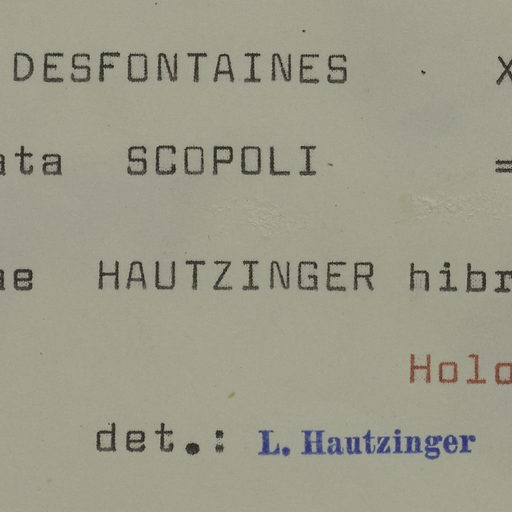 DESFONTAINES X
ata SCOPOLI =
ae HAUTZINGER hibr
Holo
det.: L. Hautzinger